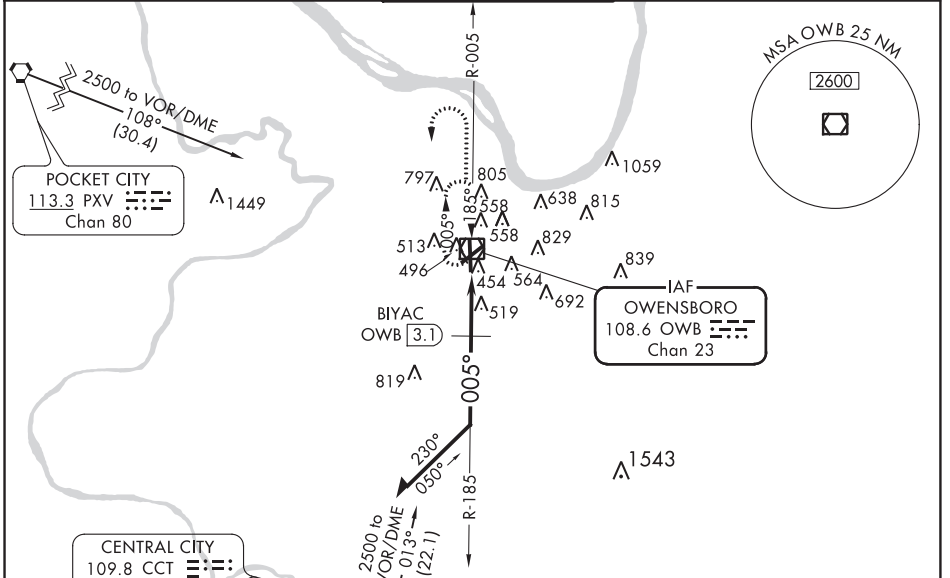 R-005
MSA OWB 25 NM
2600
2500 to VOR/DME
108°
(30.4)
POCKET CITY
113.3 PXV
Chan 80
1449
797
805
1059
638
815
558
558
185°
005°
513
829
496
454
564
839
692
519
IAF
OWENSBORO
108.6 OWB
Chan 23
BIYAC
OWB 3.1
819
005°
230°
050°
1543
R-185
2500 to
VOR/DME
013°
(22.1)
CENTRAL CITY
109.8 CCT